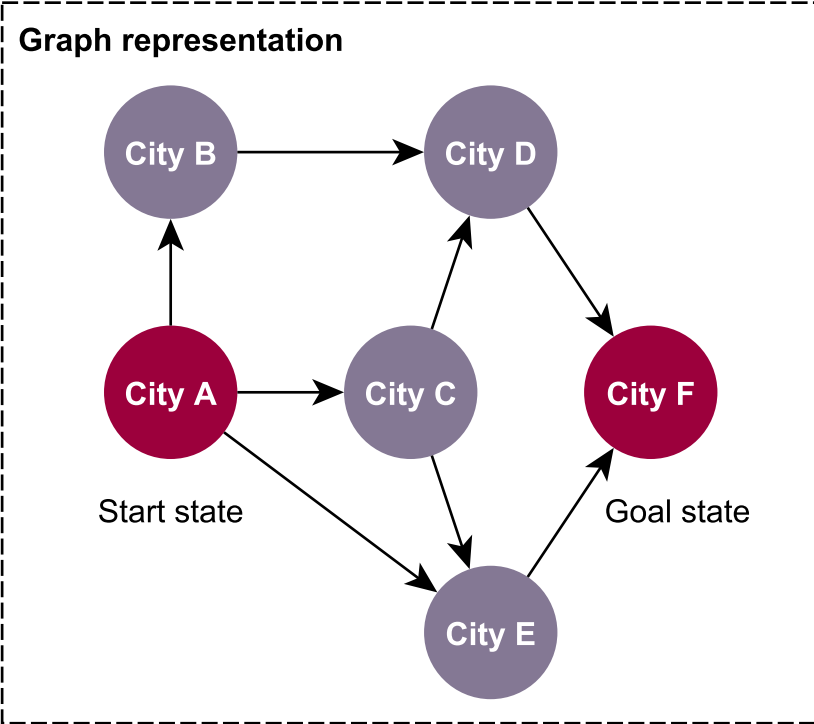 Graph representation
City B
City D
City A
City C
City F
Start state
Goal state
City E